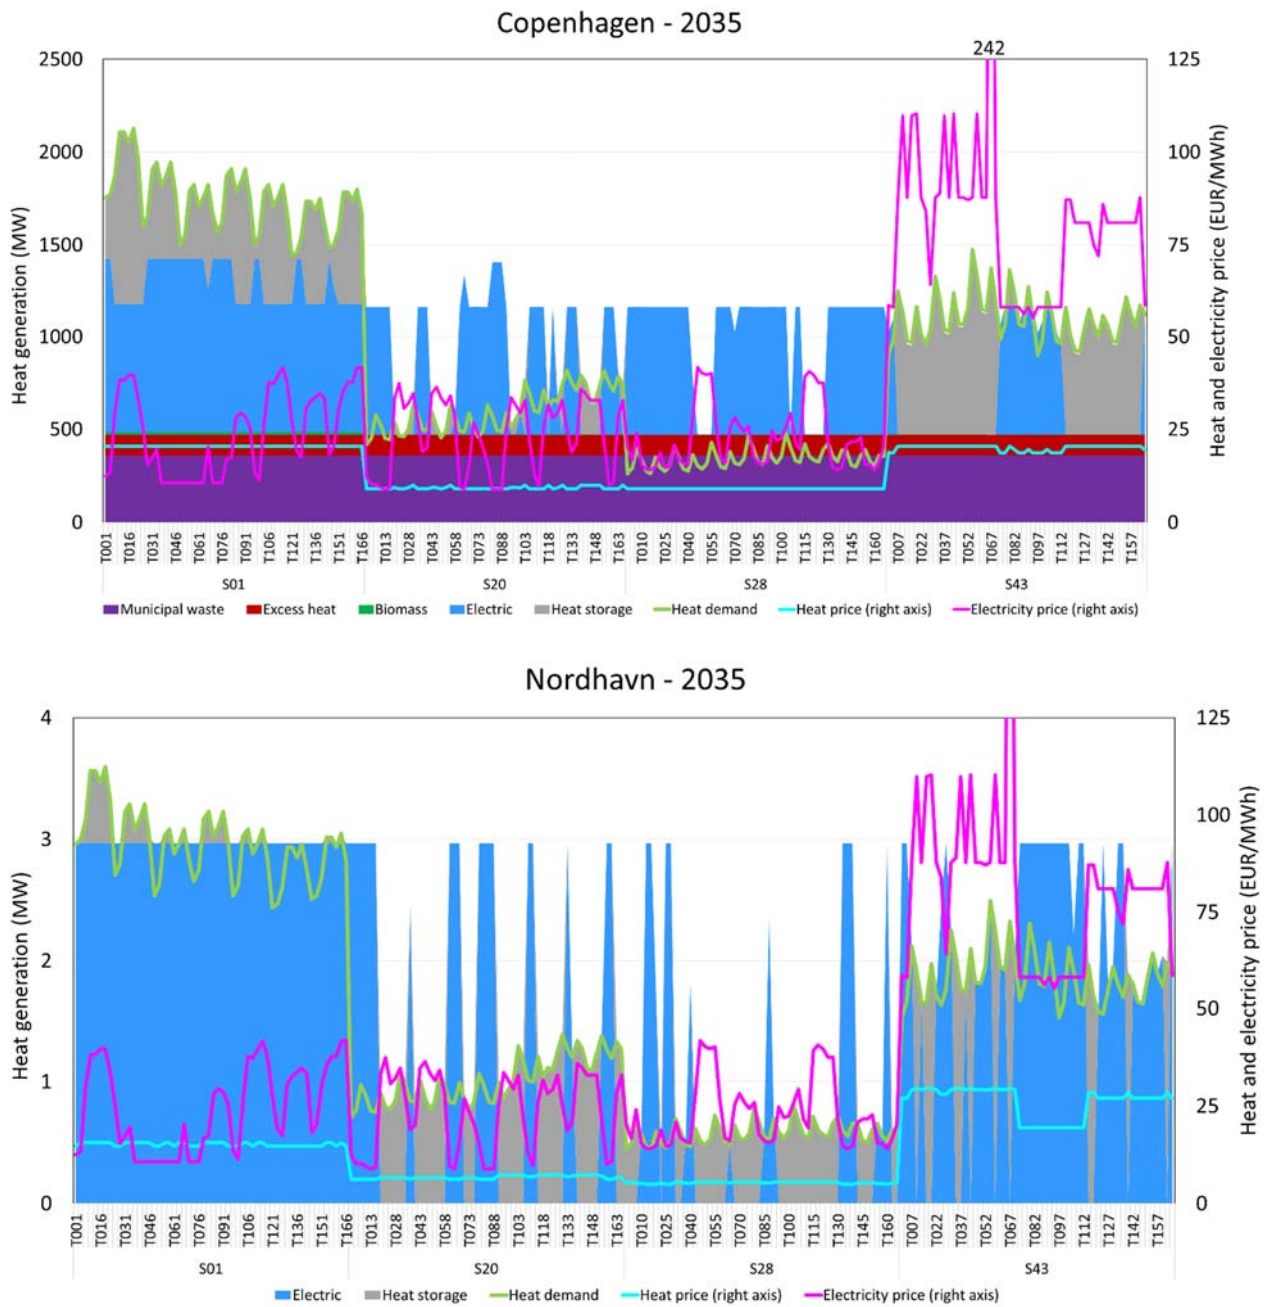 Copenhagen - 2035
242
2500
2000
1500
1000
500
0
Heat generation (MW)
125
100
75
50
25
0
Heat and electricity price (EUR/MWh)
T001 T016 T031 T046 T061 T076 T091 T106 T121 T136 T151 T166 T013 T028 T043 T058 T073 T088 T103 T118 T133 T148 T163 T010 T025 T040 T055 T070 T085 T100 T115 T130 T145 T160 T007 T022 T037 T052 T067 T082 T097 T112 T127 T142 T157
S01 S20 S28 S43
Municipal waste Excess heat Biomass Electric Heat storage Heat demand Heat price (right axis) Electricity price (right axis)
Nordhavn - 2035
4
3
2
1
0
Heat generation (MW)
125
100
75
50
25
0
Heat and electricity price (EUR/MWh)
T001 T016 T031 T046 T061 T076 T091 T106 T121 T136 T151 T166 T013 T028 T043 T058 T073 T088 T103 T118 T133 T148 T163 T010 T025 T040 T055 T070 T085 T100 T115 T130 T145 T160 T007 T022 T037 T052 T067 T082 T097 T112 T127 T142 T157
S01 S20 S28 S43
Electric Heat storage Heat demand Heat price (right axis) Electricity price (right axis)